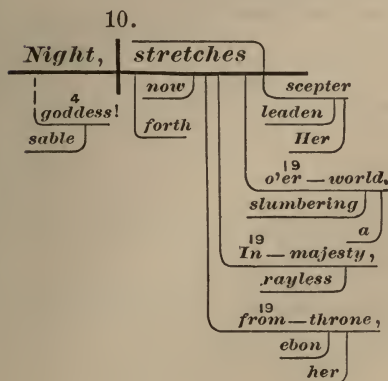 10.
Night, stretches
now scepter
4
goddess! leaden
sable forth Her
19
o'er—world,
slumbering
a
19
In—majesty,
rayless
19
from—throne,
ebon
her